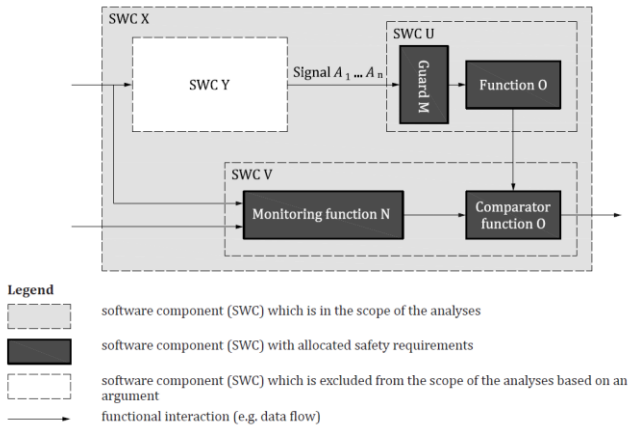 SWC X
SWC U
SWC Y
Signal A₁ ... Aₙ
Guard M
Function O
SWC V
Monitoring function N
Comparator
function O
Legend
software component (SWC) which is in the scope of the analyses
software component (SWC) with allocated safety requirements
software component (SWC) which is excluded from the scope of the analyses based on an
argument
functional interaction (e.g. data flow)